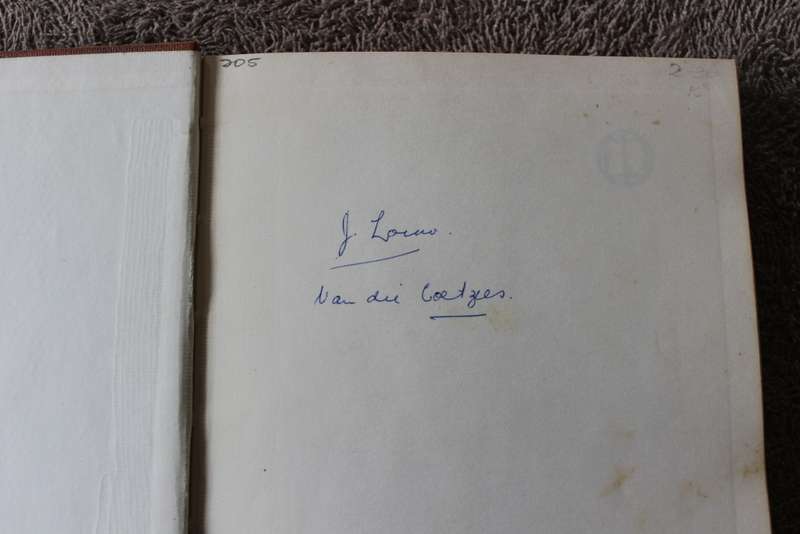 205
J. Louw.
Van die Coetzes.